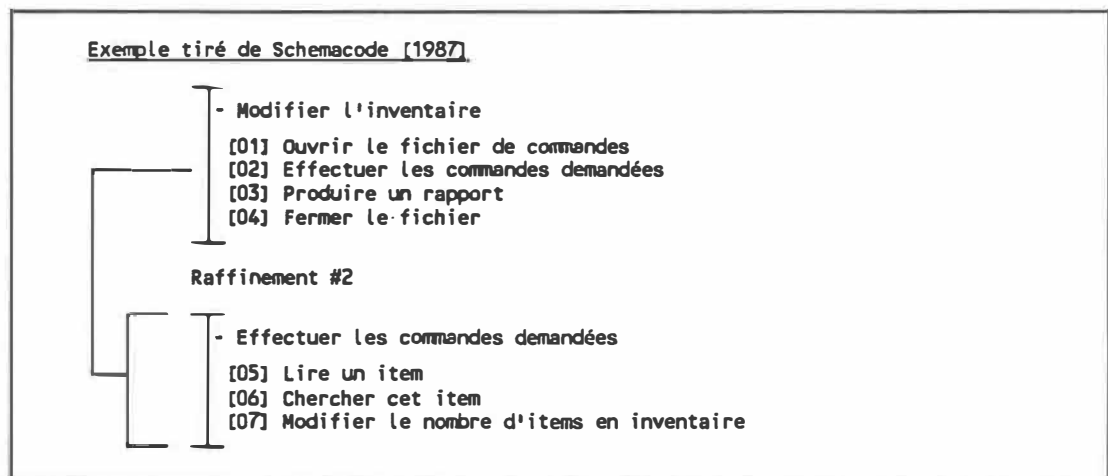 Exemple tiré de Schemacode [1987]
- Modifier l'inventaire
[01] Ouvrir le fichier de commandes
[02] Effectuer les commandes demandées
[03] Produire un rapport
[04] Fermer le fichier
Raffinement #2
- Effectuer les commandes demandées
[05] Lire un item
[06] Chercher cet item
[07] Modifier le nombre d'items en inventaire